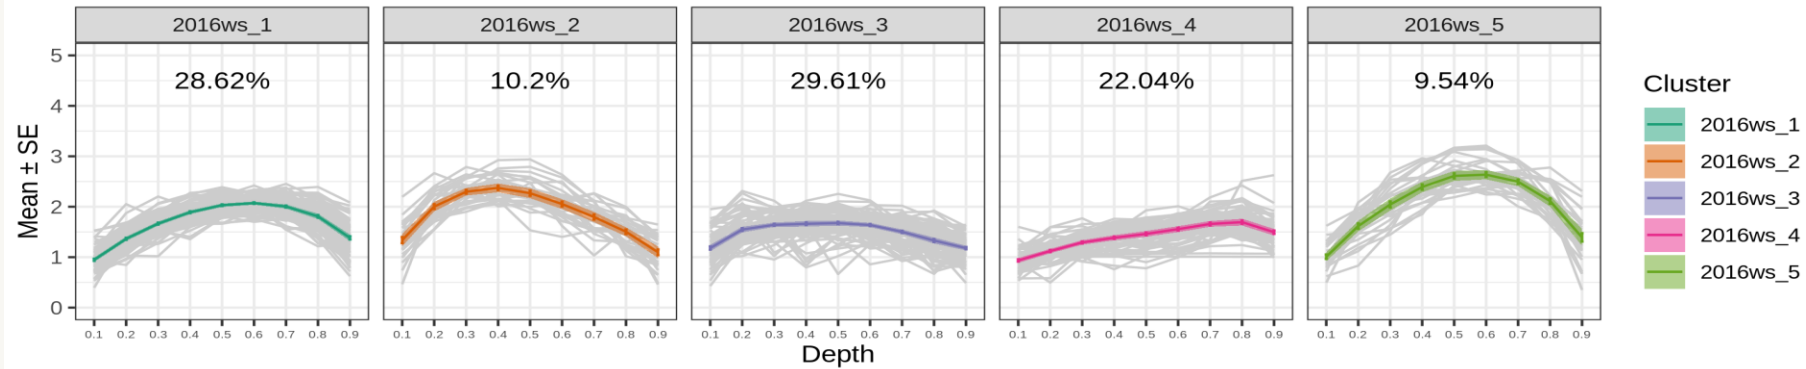 2016ws_1 2016ws_2 2016ws_3 2016ws_4 2016ws_5
28.62% 10.2% 29.61% 22.04% 9.54%
Mean ± SE
5
4
3
2
1
0
0.1 0.2 0.3 0.4 0.5 0.6 0.7 0.8 0.9 0.1 0.2 0.3 0.4 0.5 0.6 0.7 0.8 0.9 0.1 0.2 0.3 0.4 0.5 0.6 0.7 0.8 0.9 0.1 0.2 0.3 0.4 0.5 0.6 0.7 0.8 0.9 0.1 0.2 0.3 0.4 0.5 0.6 0.7 0.8 0.9
Depth
Cluster
2016ws_1
2016ws_2
2016ws_3
2016ws_4
2016ws_5